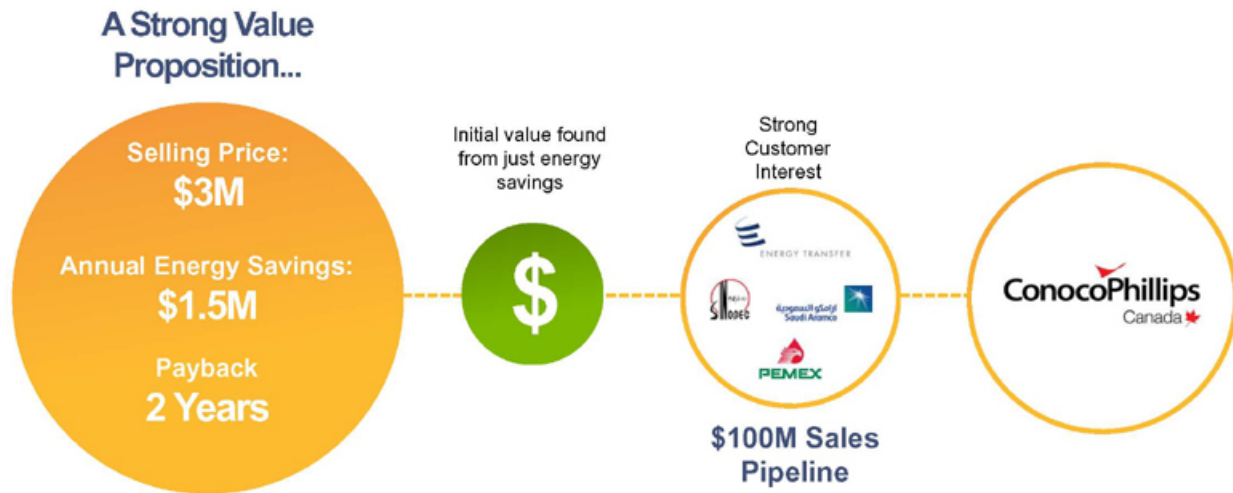 A Strong Value
Proposition...
Selling Price:
$3M
Annual Energy Savings:
$1.5M
Payback
2 Years
Initial value found
from just energy
savings
$
Strong
Customer
Interest
ENERGY TRANSFER
أرامكو السعودية
Saudi Aramco
PEMEX
$100M Sales
Pipeline
ConocoPhillips
Canada